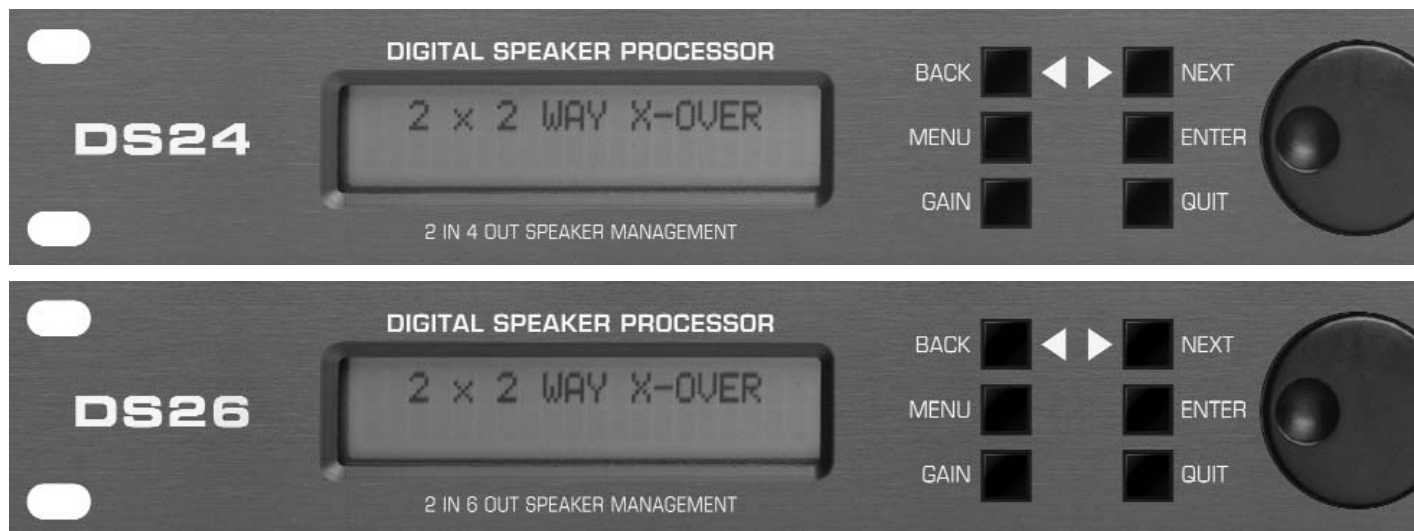 DIGITAL SPEAKER PROCESSOR
2 x 2 WAY X-OVER
DS24
2 IN 4 OUT SPEAKER MANAGEMENT
BACK
NEXT
MENU
ENTER
GAIN
QUIT
DIGITAL SPEAKER PROCESSOR
2 x 2 WAY X-OVER
DS26
2 IN 6 OUT SPEAKER MANAGEMENT
BACK
NEXT
MENU
ENTER
GAIN
QUIT